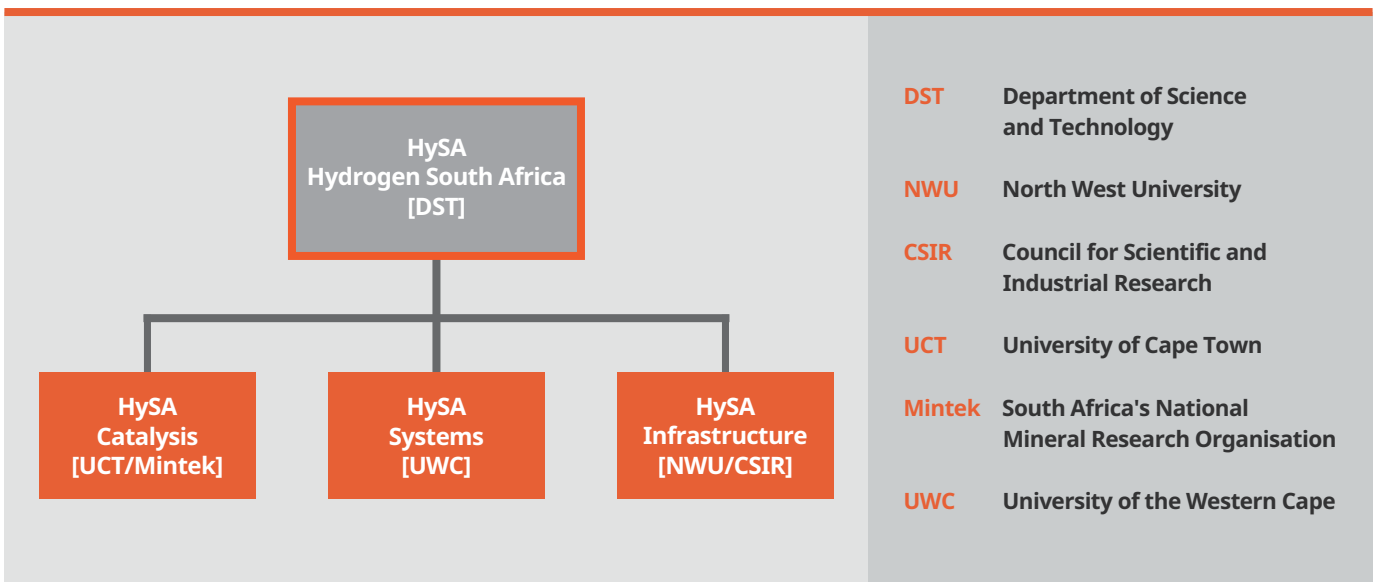 HySA
Hydrogen South Africa
[DST]
HySA
Catalysis
[UCT/Mintek]
HySA
Systems
[UWC]
HySA
Infrastructure
[NWU/CSIR]
DST Department of Science
and Technology
NWU North West University
CSIR Council for Scientific and
Industrial Research
UCT University of Cape Town
Mintek South Africa's National
Mineral Research Organisation
UWC University of the Western Cape